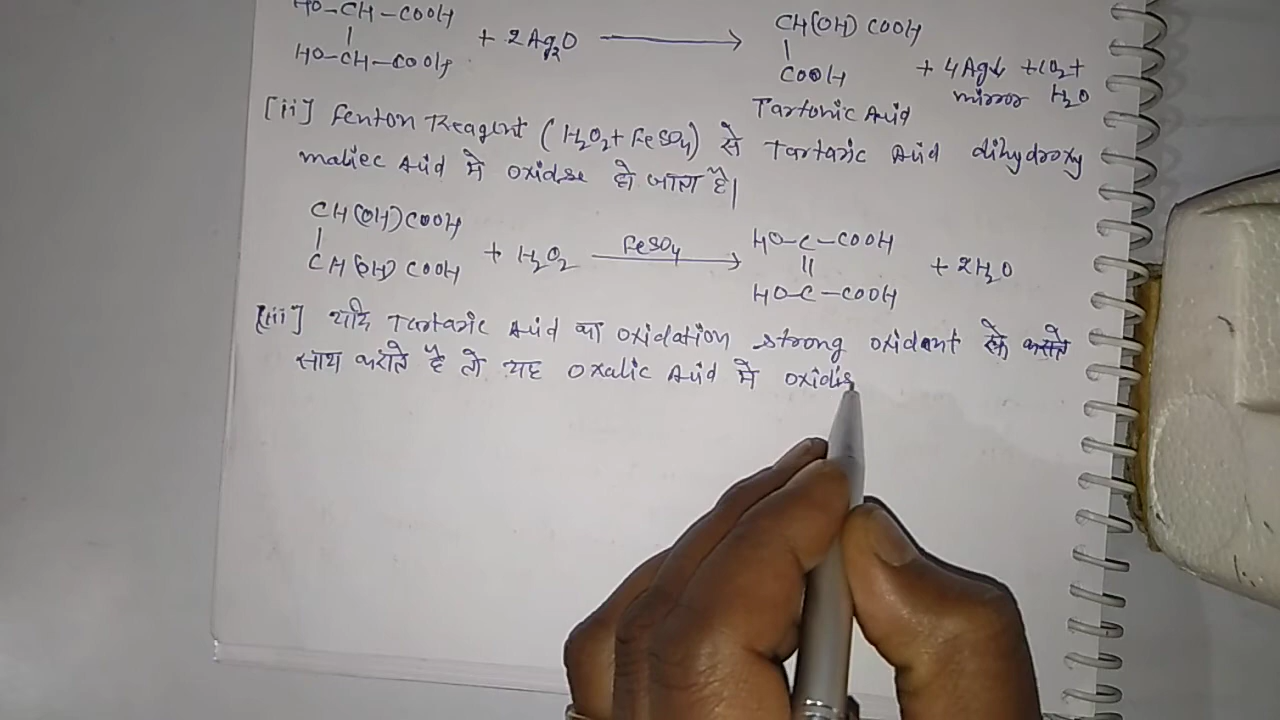 HO-CH-COOH
|
HO-CH-COOH
+ 2Ag2O ⟶
CH(OH) COOH
|
COOH
+ 4Ag↓ + CO2 +
mirror H2O
Tartonic Acid
[ii] Fenton Reagent (H2O2 + FeSO4) से Tartaric Acid dihydroxy
maliec Acid मे oxidise हो जाता है।
CH(OH)COOH
|
CH(OH) COOH
+ H2O2 ⟶ FeSO4
HO-C-COOH
||
HO-C-COOH
+ 2H2O
[iii] यदि Tartaric Acid का oxidation strong oxidant के
साथ कराते है तो यह oxalic Acid मे oxidis